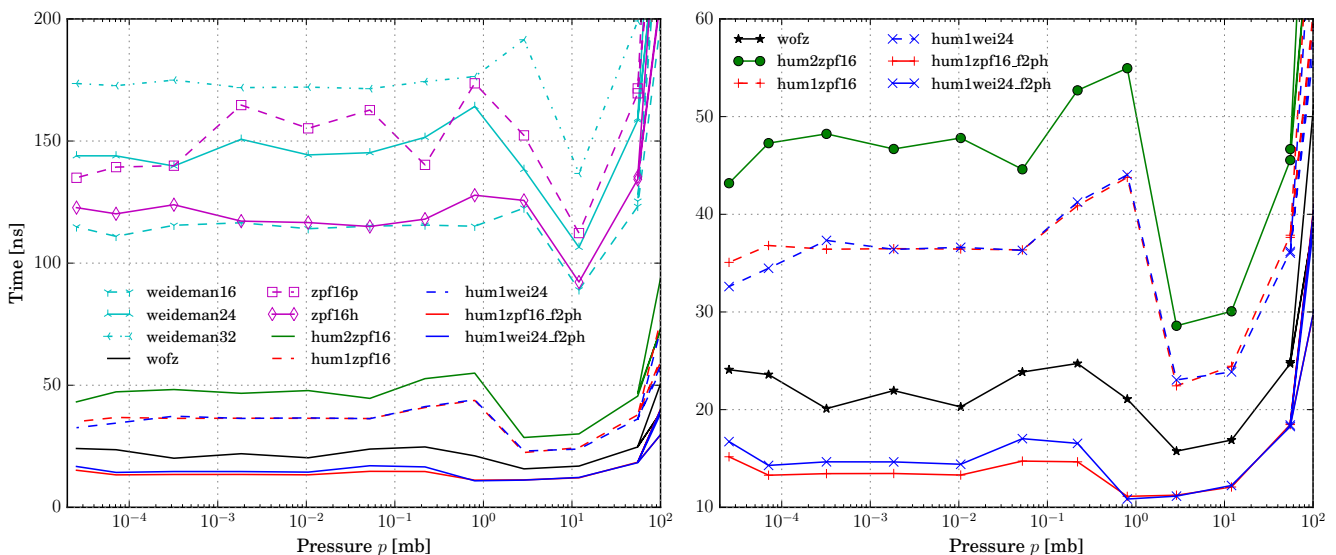 200
150
100
50
0
Time [ns]
weideman16
weideman24
weideman32
wofz
zpf16p
zpf16h
hum2zpf16
hum1zpf16
hum1wei24
hum1zpf16_f2ph
hum1wei24_f2ph
10⁻⁴ 10⁻³ 10⁻² 10⁻¹ 10⁰ 10¹ 10²
Pressure p [mb]
60
50
40
30
20
10
wofz
hum2zpf16
hum1zpf16
hum1wei24
hum1zpf16_f2ph
hum1wei24_f2ph
10⁻⁴ 10⁻³ 10⁻² 10⁻¹ 10⁰ 10¹ 10²
Pressure p [mb]